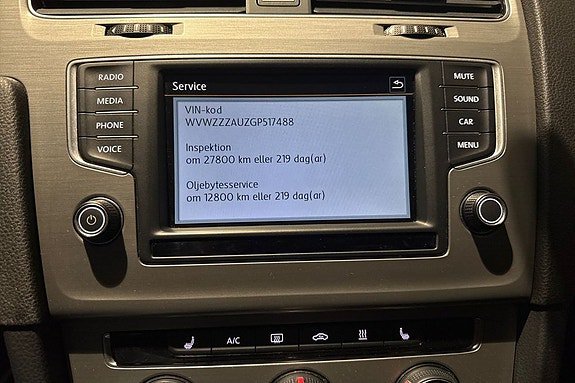 RADIO
MEDIA
PHONE
VOICE
Service
VIN-kod
WVWZZZAUZGP517488
Inspektion
om 27800 km eller 219 dag(ar)
Oljebytesservice
om 12800 km eller 219 dag(ar)
MUTE
SOUND
CAR
MENU
A/C